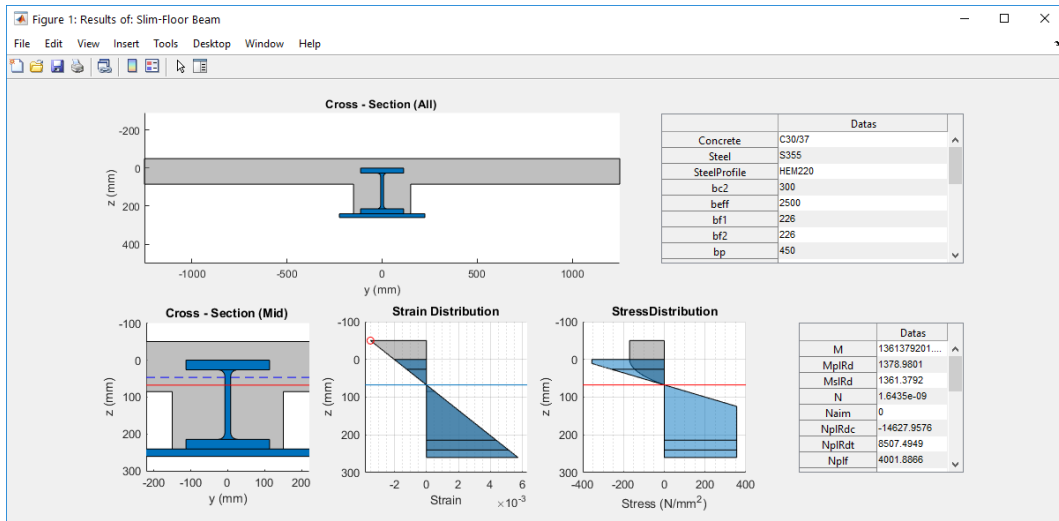 Figure 1: Results of: Slim-Floor Beam
File Edit View Insert Tools Desktop Window Help
Cross - Section (All)
-200
0
200
400
z (mm)
-1000 -500 0 500 1000
y (mm)
Datas
Concrete C30/37
Steel S355
SteelProfile HEM220
bc2 300
beff 2500
bf1 226
bf2 226
bp 450
Cross - Section (Mid)
-100
0
100
200
300
z (mm)
-200 -100 0 100 200
y (mm)
Strain Distribution
-100
0
100
200
300
z (mm)
-2 0 2 4 6
Strain ×10⁻³
StressDistribution
-100
0
100
200
300
z (mm)
-400 -200 0 200 400
Stress (N/mm²)
Datas
M 1361379201....
MplRd 1378.9801
MslRd 1361.3792
N 1.6435e-09
Naim 0
NplRdc -14627.9576
NplRdt 8507.4949
Nplf 4001.8866